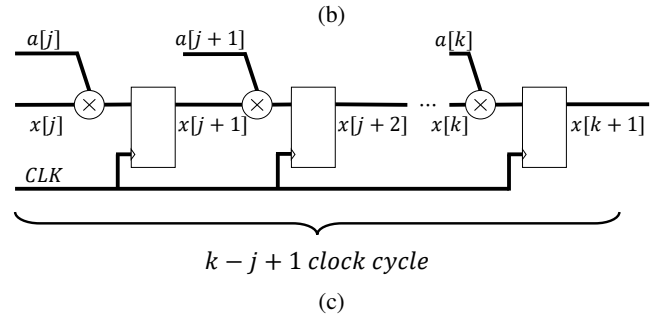 (b)
a[j] a[j + 1] a[k]
× × ×
x[j] x[j + 1] x[j + 2] ... x[k] x[k + 1]
CLK
k − j + 1 clock cycle
(c)